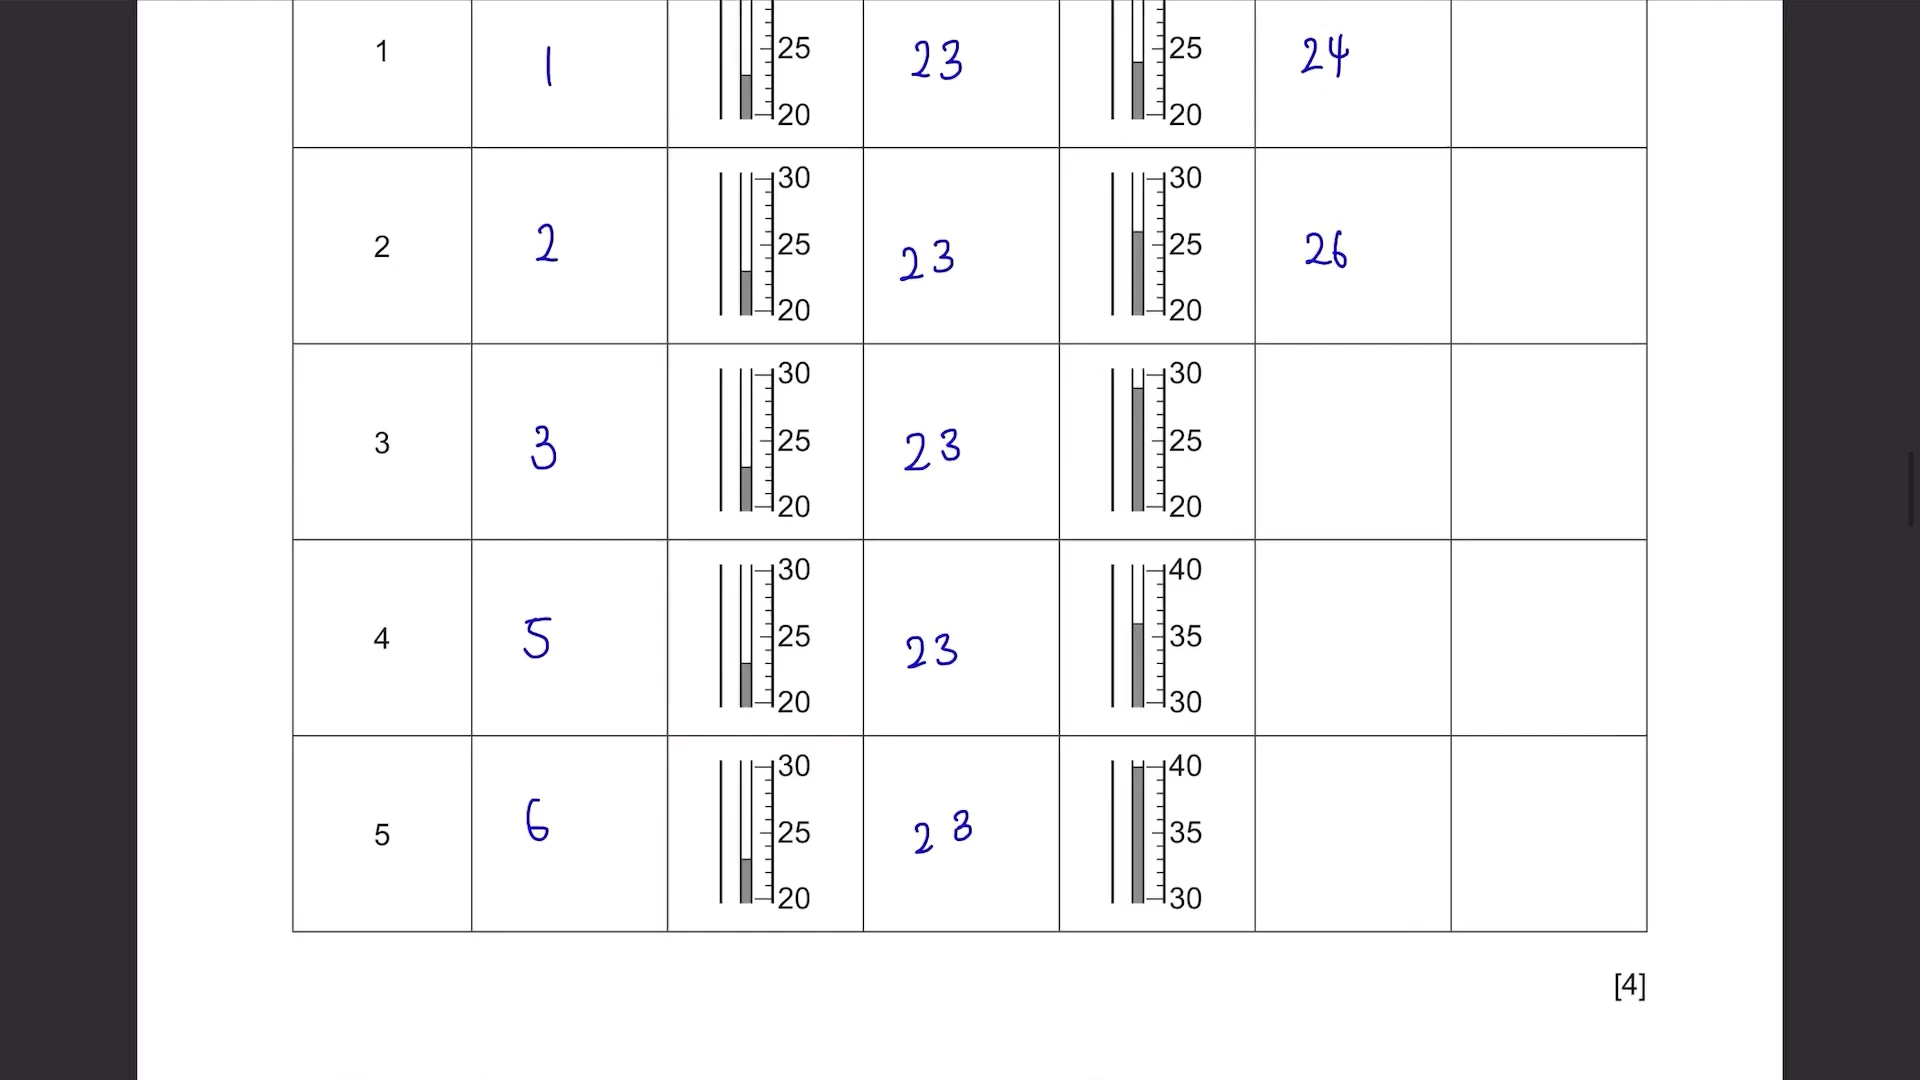 1 1 25 20 23 25 20 24
2 2 30 25 20 23 30 25 20 26
3 3 30 25 20 23 30 25 20
4 5 30 25 20 23 40 35 30
5 6 30 25 20 23 40 35 30
[4]